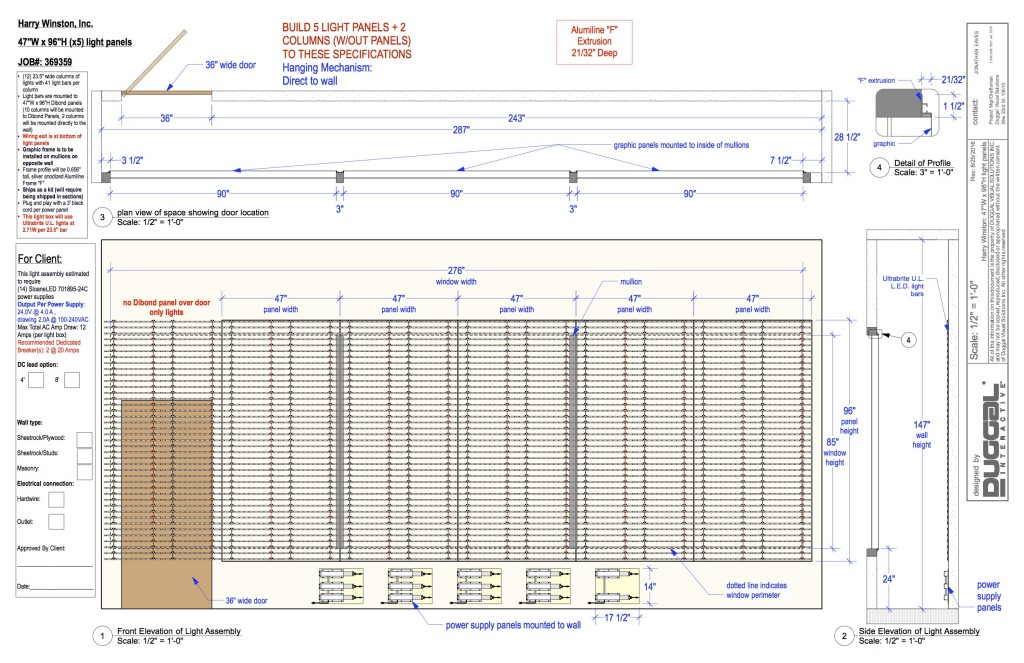 Harry Winston, Inc.
47"W x 96"H (x5) light panels
JOB#: 369359
• (12) 23.5" wide columns of
lights with 41 light bars per
column
• Light bars are mounted to
47"W x 96"H Dibond panels
(10 columns will be mounted
to Dibond Panels, 2 columns
will be mounted directly to the
wall)
• Wiring exit is at bottom of
light panels
• Graphic frame is to be
installed on mullions on
opposite wall
• Frame profile will be 0.656"
tall, silver anodized Alumiline
Frame "F"
• Ships as a kit (will require
being shipped in sections)
• Plug and play with a 3' black
cord per power panel
• This light box will use
Ultrabrite U.L. lights at
2.71W per 23.5" bar
For Client:
This light assembly estimated
to require
(14) SloaneLED 701895-24C
power supplies
Output Per Power Supply:
24.0V @ 4.0 A ,
drawing 2.0A @ 100-240VAC
Max Total AC Amp Draw: 12
Amps (per light box)
Recommended Dedicated
Breaker(s): 2 @ 20 Amps
DC lead option:
4' 8'
Wall type:
Sheetrock/Plywood:
Sheetrock/Studs:
Masonry:
Electrical connection:
Hardwire:
Outlet:
Approved By Client:
Date:
BUILD 5 LIGHT PANELS + 2
COLUMNS (W/OUT PANELS)
TO THESE SPECIFICATIONS
Hanging Mechanism:
Direct to wall
Alumiline "F"
Extrusion
21/32" Deep
36" wide door
36" 243"
287"
28 1/2"
graphic panels mounted to inside of mullions
3 1/2" 7 1/2"
90" 90" 90"
3" 3"
3 plan view of space showing door location
Scale: 1/2" = 1'-0"
"F" extrusion
21/32"
1 1/2"
graphic
4 Detail of Profile
Scale: 3" = 1'-0"
276"
window width
no Dibond panel over door
only lights
47" 47" 47" 47" 47"
panel width panel width panel width panel width panel width
mullion
96"
panel
height
85"
window
height
36" wide door
14"
17 1/2"
dotted line indicates
window perimeter
power supply panels mounted to wall
1 Front Elevation of Light Assembly
Scale: 1/2" = 1'-0"
Ultrabrite U.L.
L.E.D. light
bars
4
147"
wall
height
24"
power
supply
panels
2 Side Elevation of Light Assembly
Scale: 1/2" = 1'-0"
contact:
JONATHAN EAVES
Project Mgr/Draftsman
Duggal Visual Solutions
Rev: 8/25/2016
Harry Winston: 47"W x 96"H light panels
Scale: 1/2" = 1'-0"
All of the information on this document is the property of DUGGAL VISUAL SOLUTIONS INC.
and may not be copied, reproduced, disclosed or appropriated without the written consent
of Duggal Visual Solutions Inc. All other rights reserved.
designed by
DUGGAL
INTERACTIVE